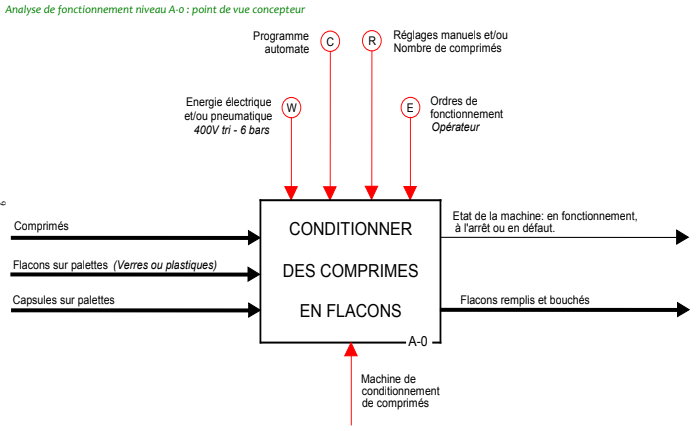 Analyse de fonctionnement niveau A-0 : point de vue concepteur
Programme
automate
C
R
Réglages manuels et/ou
Nombre de comprimés
Energie électrique
et/ou pneumatique
400V tri - 6 bars
W
E
Ordres de
fonctionnement
Opérateur
Comprimés
Flacons sur palettes (Verres ou plastiques)
Capsules sur palettes
CONDITIONNER
DES COMPRIMES
EN FLACONS
A-0
Etat de la machine: en fonctionnement,
à l'arrêt ou en défaut.
Flacons remplis et bouchés
Machine de
conditionnement
de comprimés